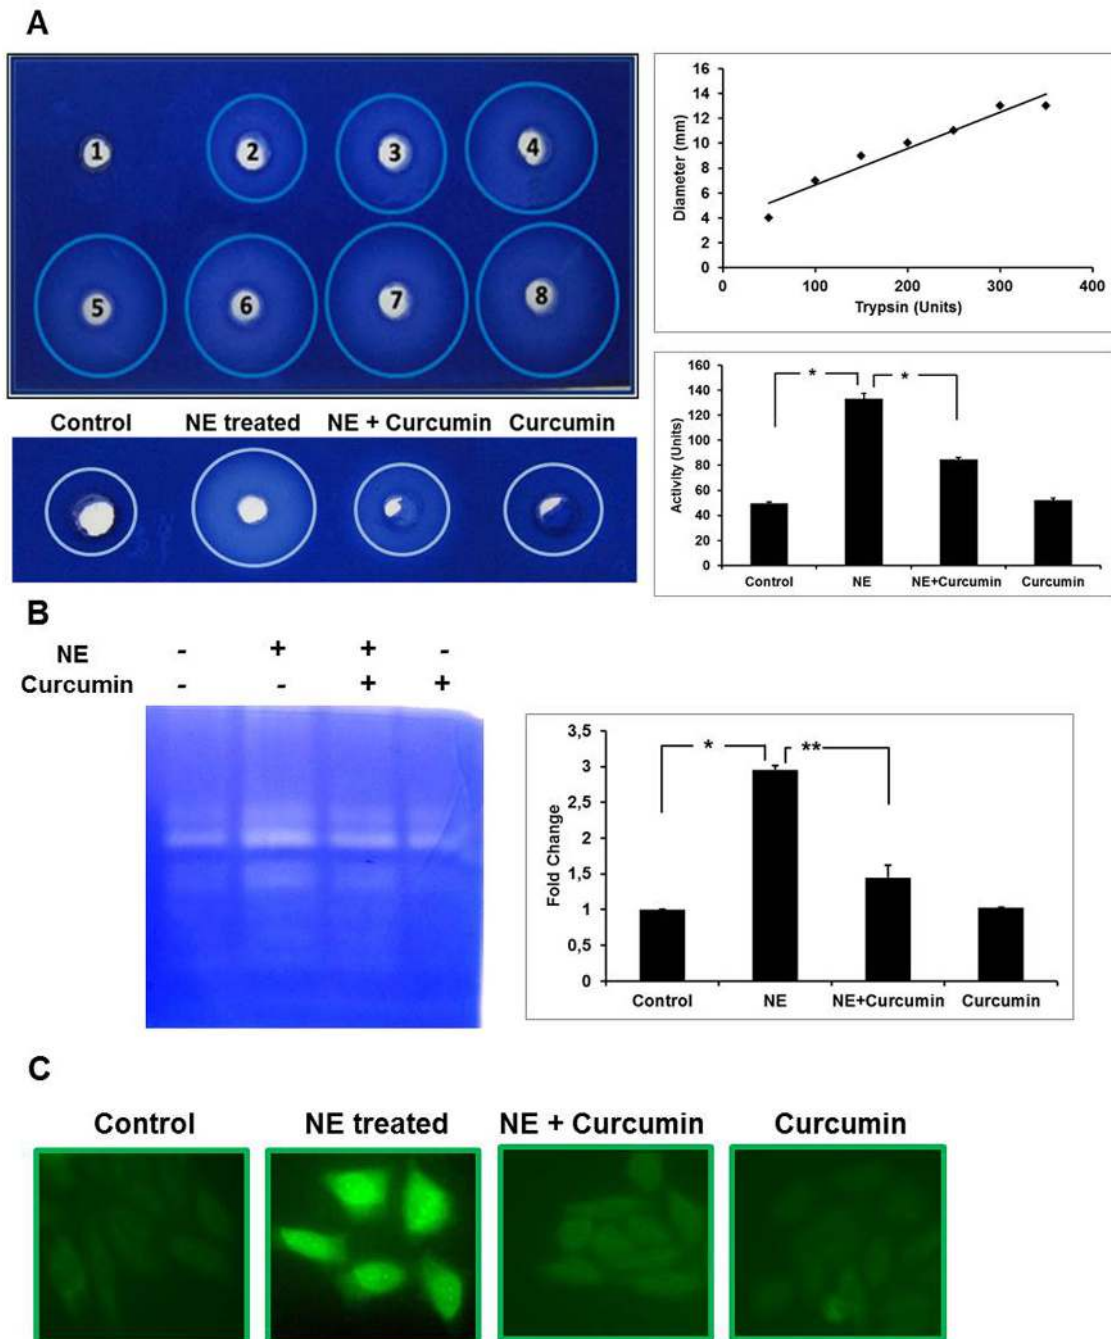 A
1 2 3 4
5 6 7 8
Control NE treated NE + Curcumin Curcumin
16
14
12
10
8
6
4
2
0
0 100 200 300 400
Diameter (mm)
Trypsin (Units)
160
140
120
100
80
60
40
20
0
Activity (Units)
* *
Control NE NE+Curcumin Curcumin
B
NE - + + -
Curcumin - - + +
3,5
3
2,5
2
1,5
1
0,5
0
Fold Change
* **
Control NE NE+Curcumin Curcumin
C
Control NE treated NE + Curcumin Curcumin